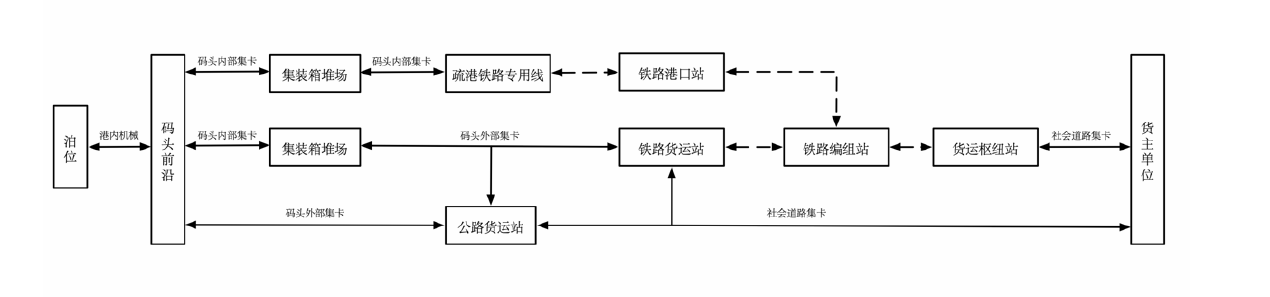 码头内部集卡
码头内部集卡
集装箱堆场
疏港铁路专用线
铁路港口站
泊位
港内机械
码头前沿
码头内部集卡
集装箱堆场
码头外部集卡
铁路货运站
铁路编组站
货运枢纽站
社会道路集卡
货主单位
码头外部集卡
公路货运站
社会道路集卡